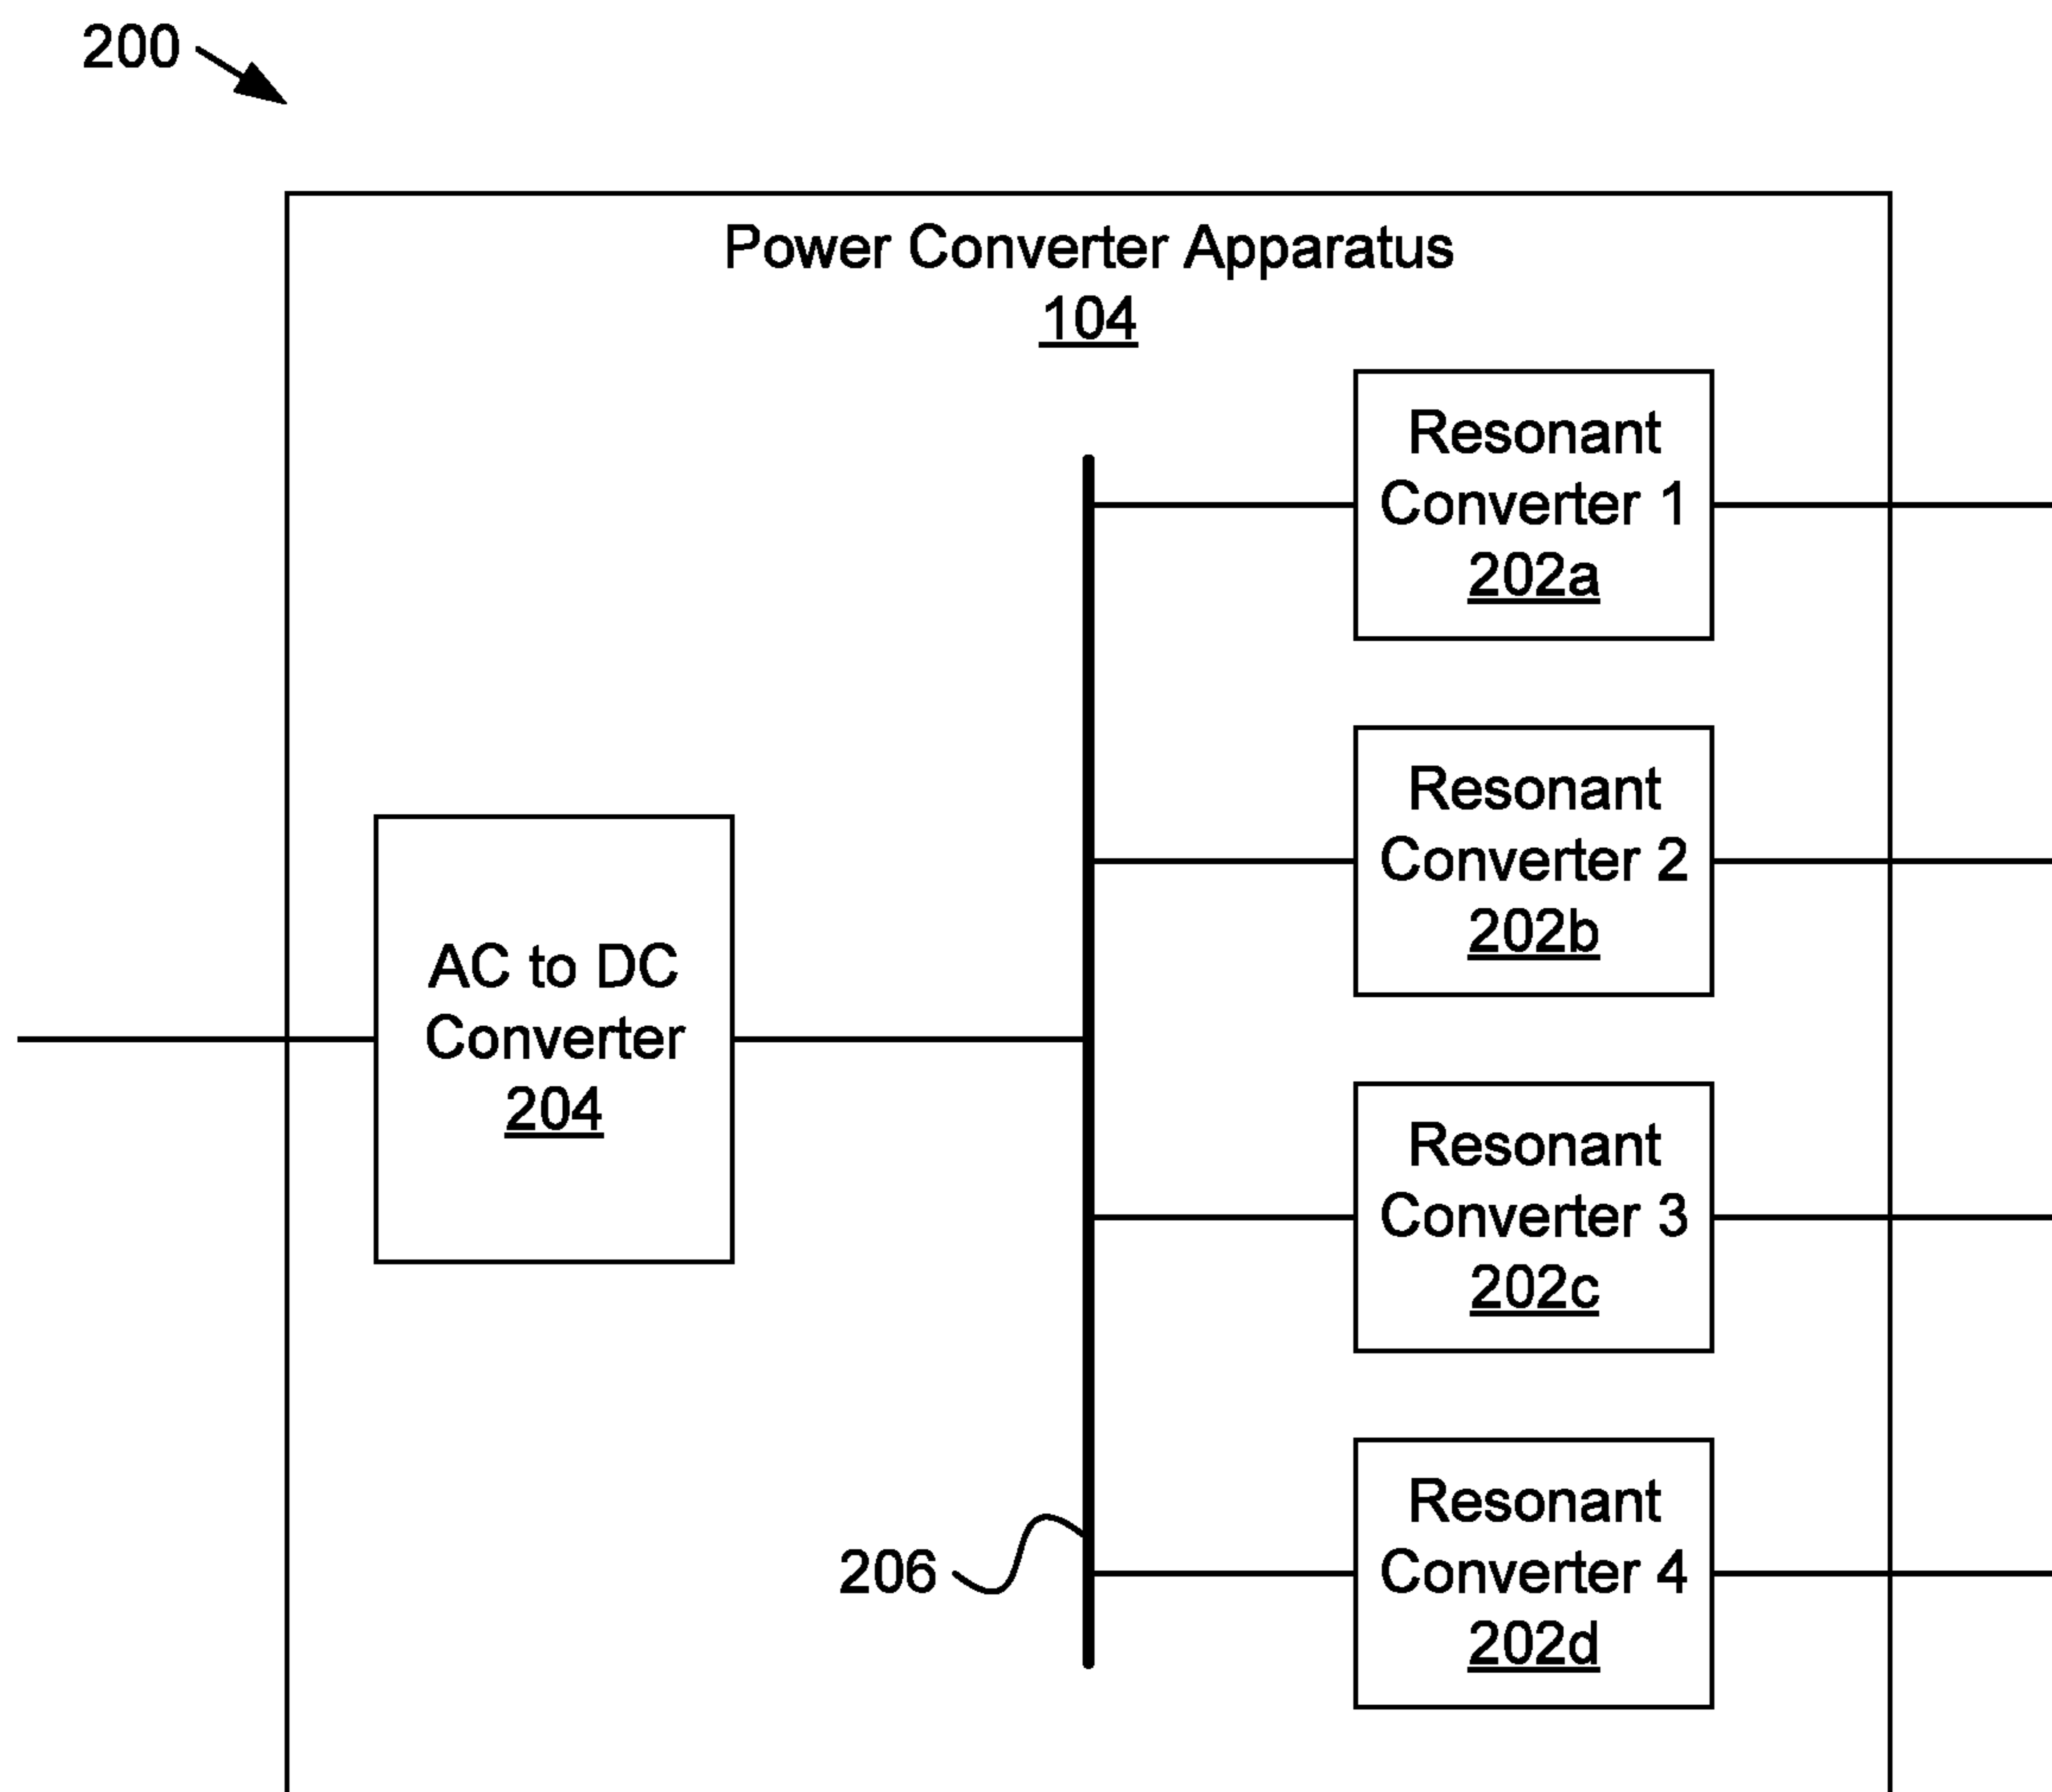 200
Power Converter Apparatus
104
Resonant
Converter 1
202a
Resonant
Converter 2
202b
AC to DC
Converter
204
Resonant
Converter 3
202c
Resonant
Converter 4
202d
206